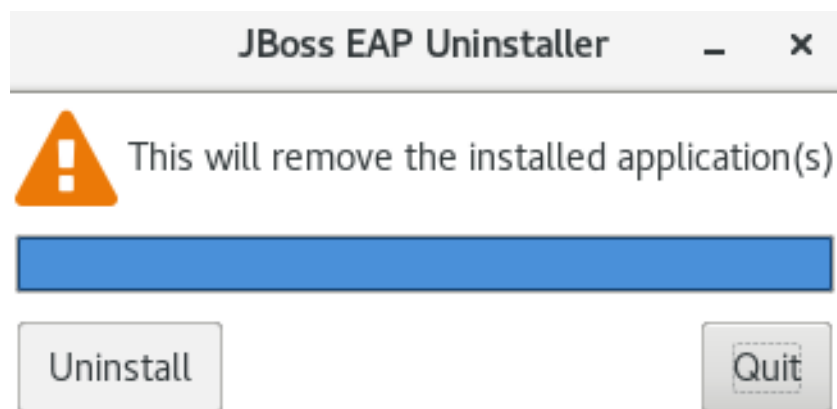 JBoss EAP Uninstaller
This will remove the installed application(s)
Uninstall
Quit